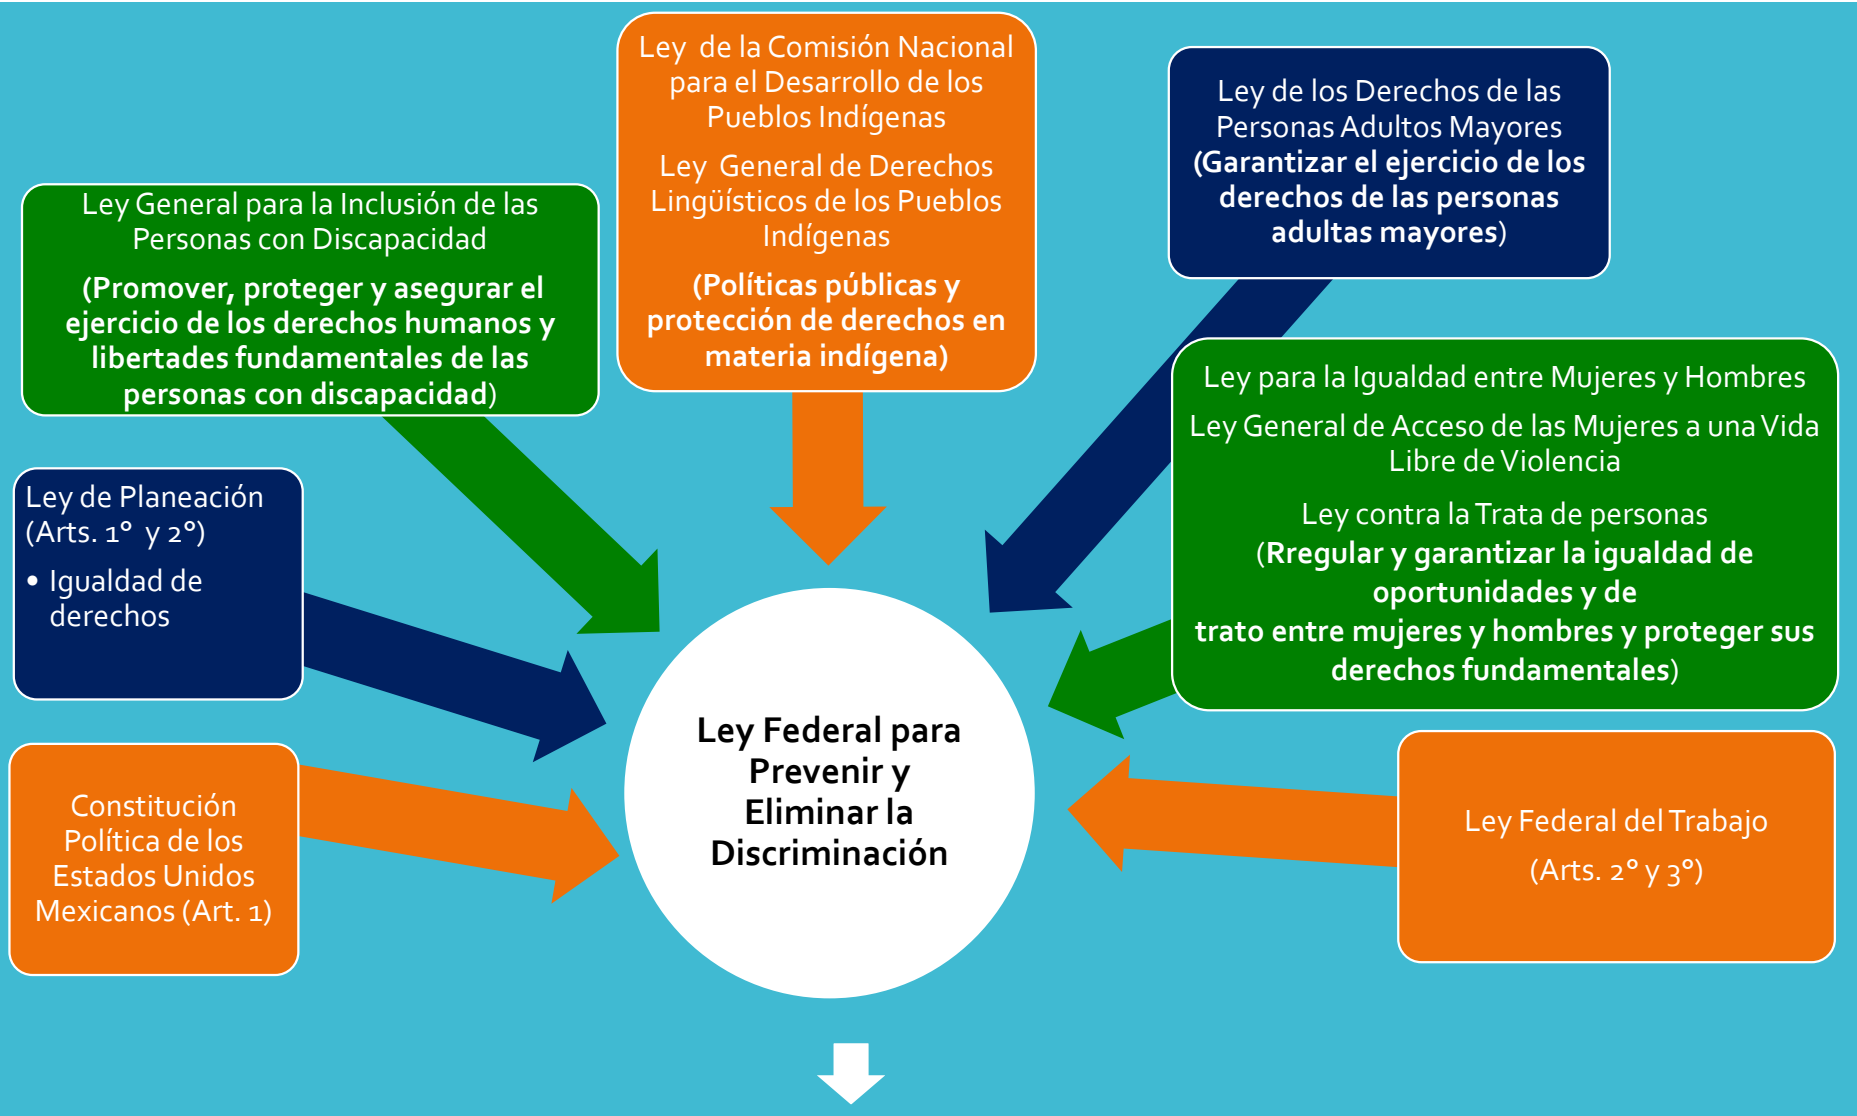 Ley de la Comisión Nacional
para el Desarrollo de los
Pueblos Indígenas
Ley General de Derechos
Lingüísticos de los Pueblos
Indígenas
(Políticas públicas y
protección de derechos en
materia indígena)
Ley de los Derechos de las
Personas Adultos Mayores
(Garantizar el ejercicio de los
derechos de las personas
adultas mayores)
Ley General para la Inclusión de las
Personas con Discapacidad
(Promover, proteger y asegurar el
ejercicio de los derechos humanos y
libertades fundamentales de las
personas con discapacidad)
Ley para la Igualdad entre Mujeres y Hombres
Ley General de Acceso de las Mujeres a una Vida
Libre de Violencia
Ley contra la Trata de personas
(Rregular y garantizar la igualdad de
oportunidades y de
trato entre mujeres y hombres y proteger sus
derechos fundamentales)
Ley de Planeación
(Arts. 1° y 2°)
• Igualdad de
derechos
Ley Federal para
Prevenir y
Eliminar la
Discriminación
Constitución
Política de los
Estados Unidos
Mexicanos (Art. 1)
Ley Federal del Trabajo
(Arts. 2° y 3°)